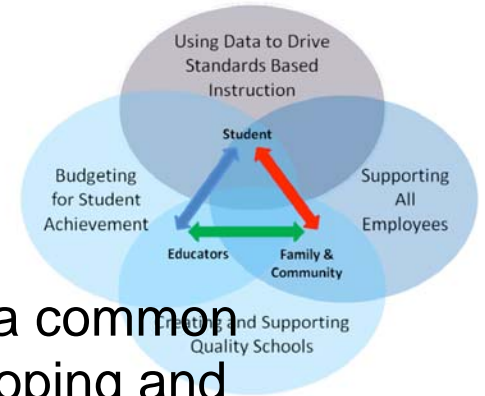 Using Data to Drive
Standards Based
Instruction
Student
Budgeting
for Student
Achievement
Supporting
All
Employees
Educators
Family &
Community
a common
Creating and Supporting
Quality Schools
oping and